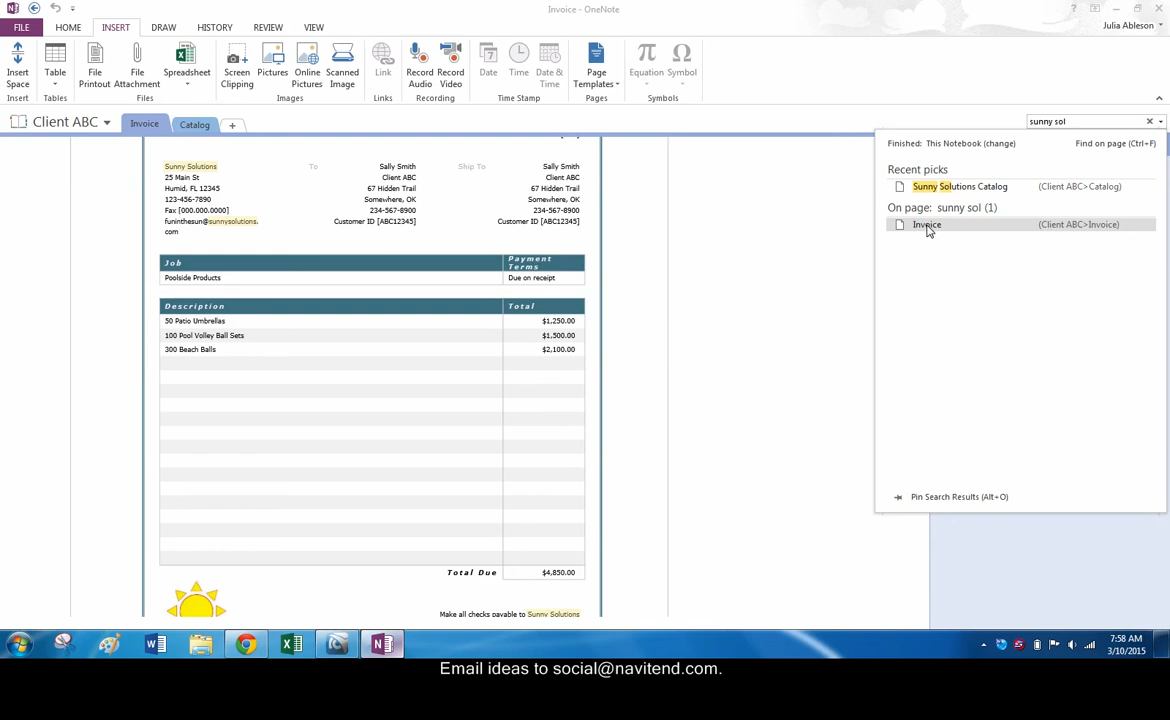 Invoice - OneNote
?
FILE HOME INSERT DRAW HISTORY REVIEW VIEW
Julia Ableson
Insert Space
Table
File Printout
File Attachment
Spreadsheet
Screen Clipping
Pictures
Online Pictures
Scanned Image
Link
Record Audio
Record Video
Date
Time
Date & Time
Page Templates
Equation
Symbol
Insert Tables Files Images Links Recording Time Stamp Pages Symbols
Client ABC Invoice Catalog +
sunny sol
Finished: This Notebook (change) Find on page (Ctrl+F)
Recent picks
Sunny Solutions Catalog (Client ABC>Catalog)
On page: sunny sol (1)
Invoice (Client ABC>Invoice)
Pin Search Results (Alt+O)
Sunny Solutions
25 Main St
Humid, FL 12345
123-456-7890
Fax [000.000.0000]
funinthesun@sunnysolutions.
com
To
Sally Smith
Client ABC
67 Hidden Trail
Somewhere, OK
234-567-8900
Customer ID [ABC12345]
Ship To
Sally Smith
Client ABC
67 Hidden Trail
Somewhere, OK
234-567-8900
Customer ID [ABC12345]
Job Payment
Terms
Poolside Products Due on receipt
Description Total
50 Patio Umbrellas $1,250.00
100 Pool Volley Ball Sets $1,500.00
300 Beach Balls $2,100.00
Total Due $4,850.00
Make all checks payable to Sunny Solutions
7:58 AM
3/10/2015
Email ideas to social@navitend.com.